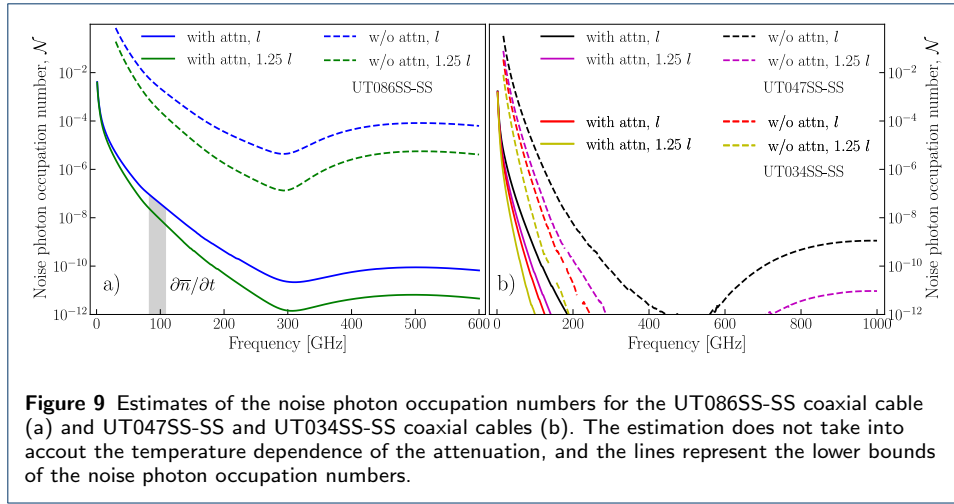 Noise photon occupation number, 𝒩
10⁻²
10⁻⁴
10⁻⁶
10⁻⁸
10⁻¹⁰
10⁻¹²
with attn, l
with attn, 1.25 l
w/o attn, l
w/o attn, 1.25 l
UT086SS-SS
a)
∂n̅/∂t
0 100 200 300 400 500 600
Frequency [GHz]
with attn, l
with attn, 1.25 l
w/o attn, l
w/o attn, 1.25 l
UT047SS-SS
with attn, l
with attn, 1.25 l
w/o attn, l
w/o attn, 1.25 l
UT034SS-SS
b)
0 200 400 600 800 1000
Frequency [GHz]
10⁻²
10⁻⁴
10⁻⁶
10⁻⁸
10⁻¹⁰
10⁻¹²
Noise photon occupation number, 𝒩
Figure 9 Estimates of the noise photon occupation numbers for the UT086SS-SS coaxial cable
(a) and UT047SS-SS and UT034SS-SS coaxial cables (b). The estimation does not take into
accout the temperature dependence of the attenuation, and the lines represent the lower bounds
of the noise photon occupation numbers.